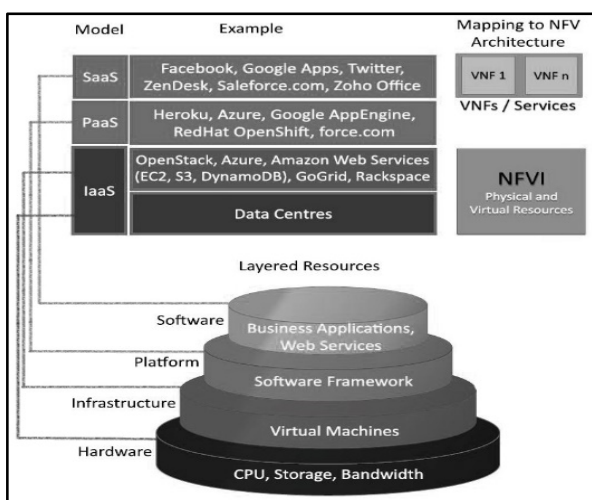 Model
Example
Mapping to NFV
Architecture
SaaS
Facebook, Google Apps, Twitter,
ZenDesk, Saleforce.com, Zoho Office
VNF 1
VNF n
VNFs / Services
PaaS
Heroku, Azure, Google AppEngine,
RedHat OpenShift, force.com
IaaS
OpenStack, Azure, Amazon Web Services
(EC2, S3, DynamoDB), GoGrid, Rackspace
Data Centres
NFVI
Physical and
Virtual Resources
Layered Resources
Software
Business Applications,
Web Services
Platform
Software Framework
Infrastructure
Virtual Machines
Hardware
CPU, Storage, Bandwidth